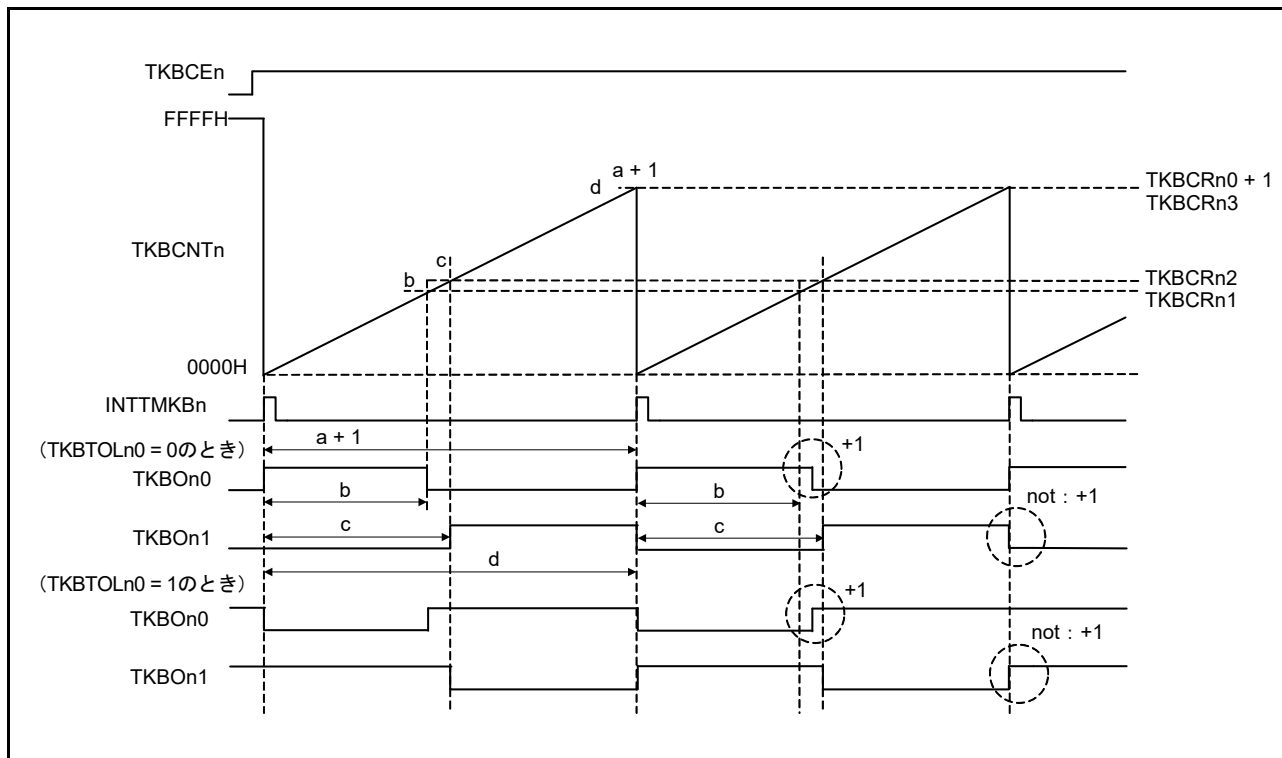 TKBCEn
FFFFH
a + 1
d
TKBCRn0 + 1
TKBCRn3
TKBCNTn
c
b
TKBCRn2
TKBCRn1
0000H
INTTMKBn
a + 1
+1
（TKBTOLn0 = 0のとき）
TKBOn0
b
b
not : +1
c
c
TKBOn1
d
（TKBTOLn0 = 1のとき）
+1
TKBOn0
not : +1
TKBOn1